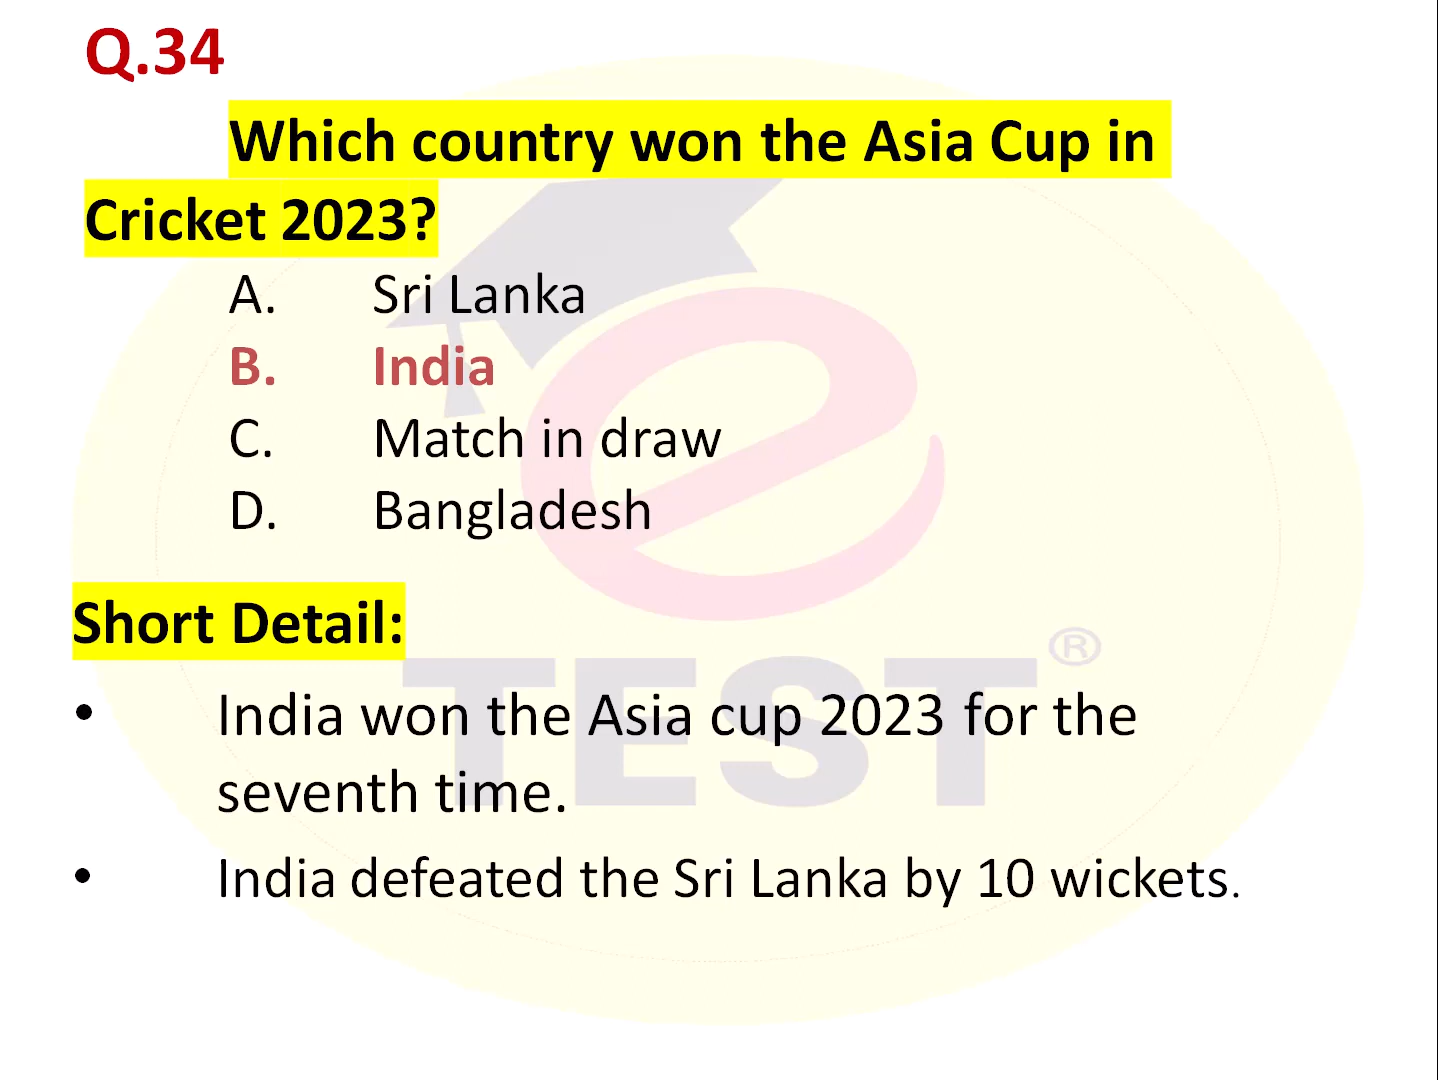 Q.34
Which country won the Asia Cup in
Cricket 2023?
A. Sri Lanka
B. India
C. Match in draw
D. Bangladesh
Short Detail:
• India won the Asia cup 2023 for the
seventh time.
• India defeated the Sri Lanka by 10 wickets.
e
TEST®